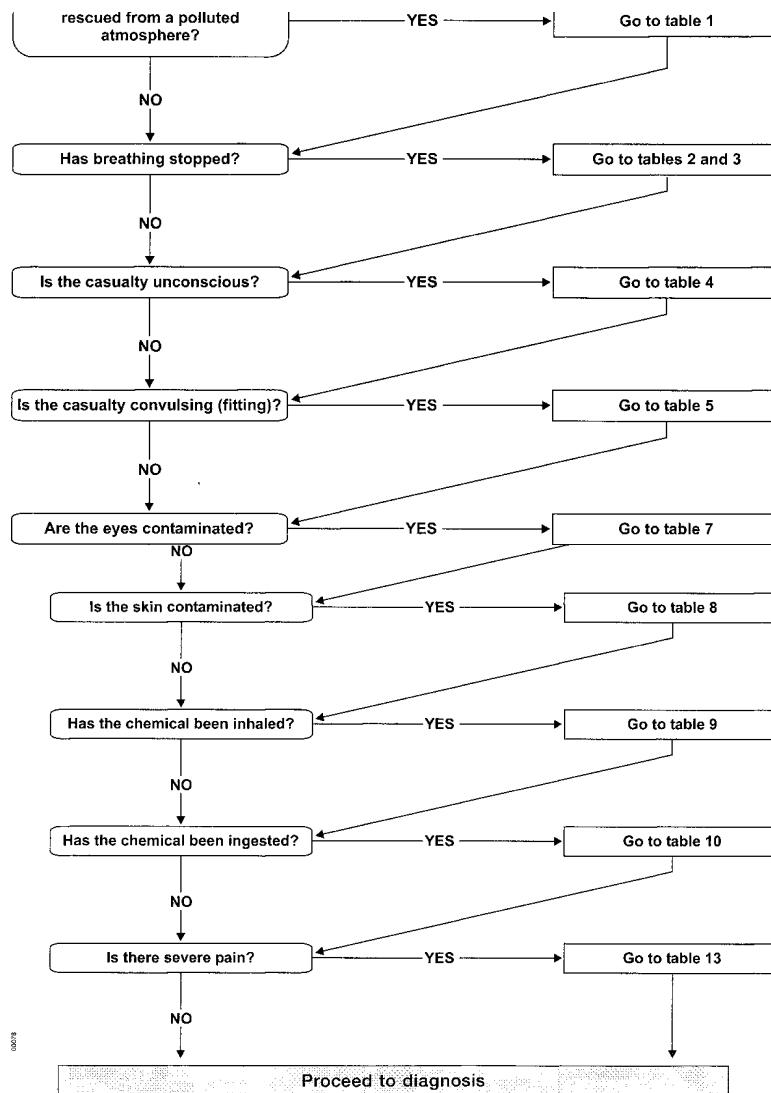 rescued from a polluted
atmosphere?
YES
Go to table 1
NO
Has breathing stopped?
YES
Go to tables 2 and 3
NO
Is the casualty unconscious?
YES
Go to table 4
NO
Is the casualty convulsing (fitting)?
YES
Go to table 5
NO
Are the eyes contaminated?
YES
Go to table 7
NO
Is the skin contaminated?
YES
Go to table 8
NO
Has the chemical been inhaled?
YES
Go to table 9
NO
Has the chemical been ingested?
YES
Go to table 10
NO
Is there severe pain?
YES
Go to table 13
NO
Proceed to diagnosis